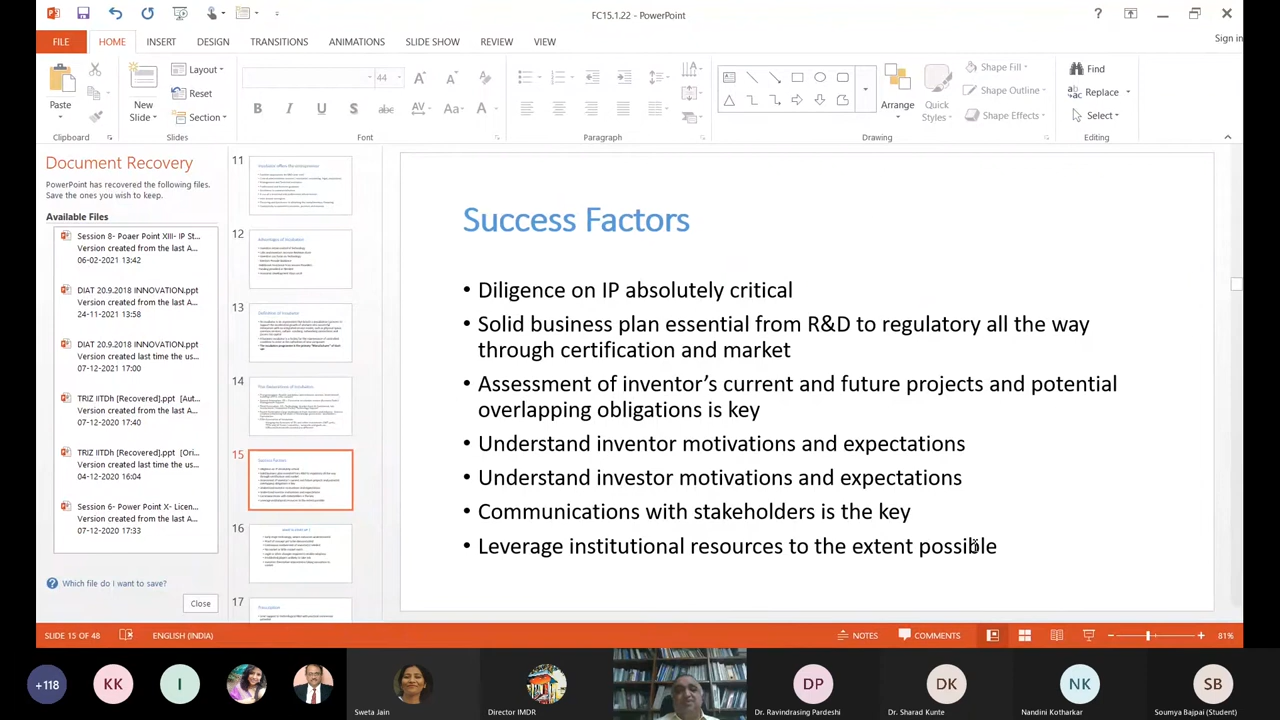 FC15.1.22 - PowerPoint
?
FILE
HOME
INSERT
DESIGN
TRANSITIONS
ANIMATIONS
SLIDE SHOW
REVIEW
VIEW
Sign in
Paste
Clipboard
New
Slide
Layout
Reset
Section
Slides
44
Font
Paragraph
Arrange
Quick
Styles
Shape Fill
Shape Outline
Shape Effects
Drawing
Find
Replace
Select
Editing
Document Recovery
PowerPoint has recovered the following files.
Save the ones you wish to keep.
Available Files
Session 8- Poaer Point XIII- IP St...
Version created from the last A...
06-02-2021 13:42
DIAT 20.9.2018 INNOVATION.ppt
Version created from the last A...
24-11-2021 13:58
DIAT 20.9.2018 INNOVATION.ppt
Version created last time the us...
07-12-2021 17:00
TRIZ IITDh [Recovered].ppt [Aut...
Version created from the last A...
07-12-2020 17:40
TRIZ IITDh [Recovered].ppt [Ori...
Version created last time the us...
04-12-2020 16:04
Session 6- Power Point X- Licen...
Version created from the last A...
07-12-2020 17:33
Which file do I want to save?
Close
11
12
Advantages of Incubation
13
Definition of Incubator
14
15
Success Factors
16
17
Success Factors
• Diligence on IP absolutely critical
• Solid business plan essential from R&D to regulatory all the way
through certification and market
• Assessment of inventor's current and future projects and potential
overlapping obligations is key
• Understand inventor motivations and expectations
• Understand investor motivations and expectations
• Communications with stakeholders is the key
• Leverage institutional resources to the extent possible
SLIDE 15 OF 48
ENGLISH (INDIA)
NOTES
COMMENTS
81%
+118
KK
I
Sweta Jain
Director IMDR
DP
Dr. Ravindrasing Pardeshi
DK
Dr. Sharad Kunte
NK
Nandini Kotharkar
SB
Soumya Bajpai (Student)